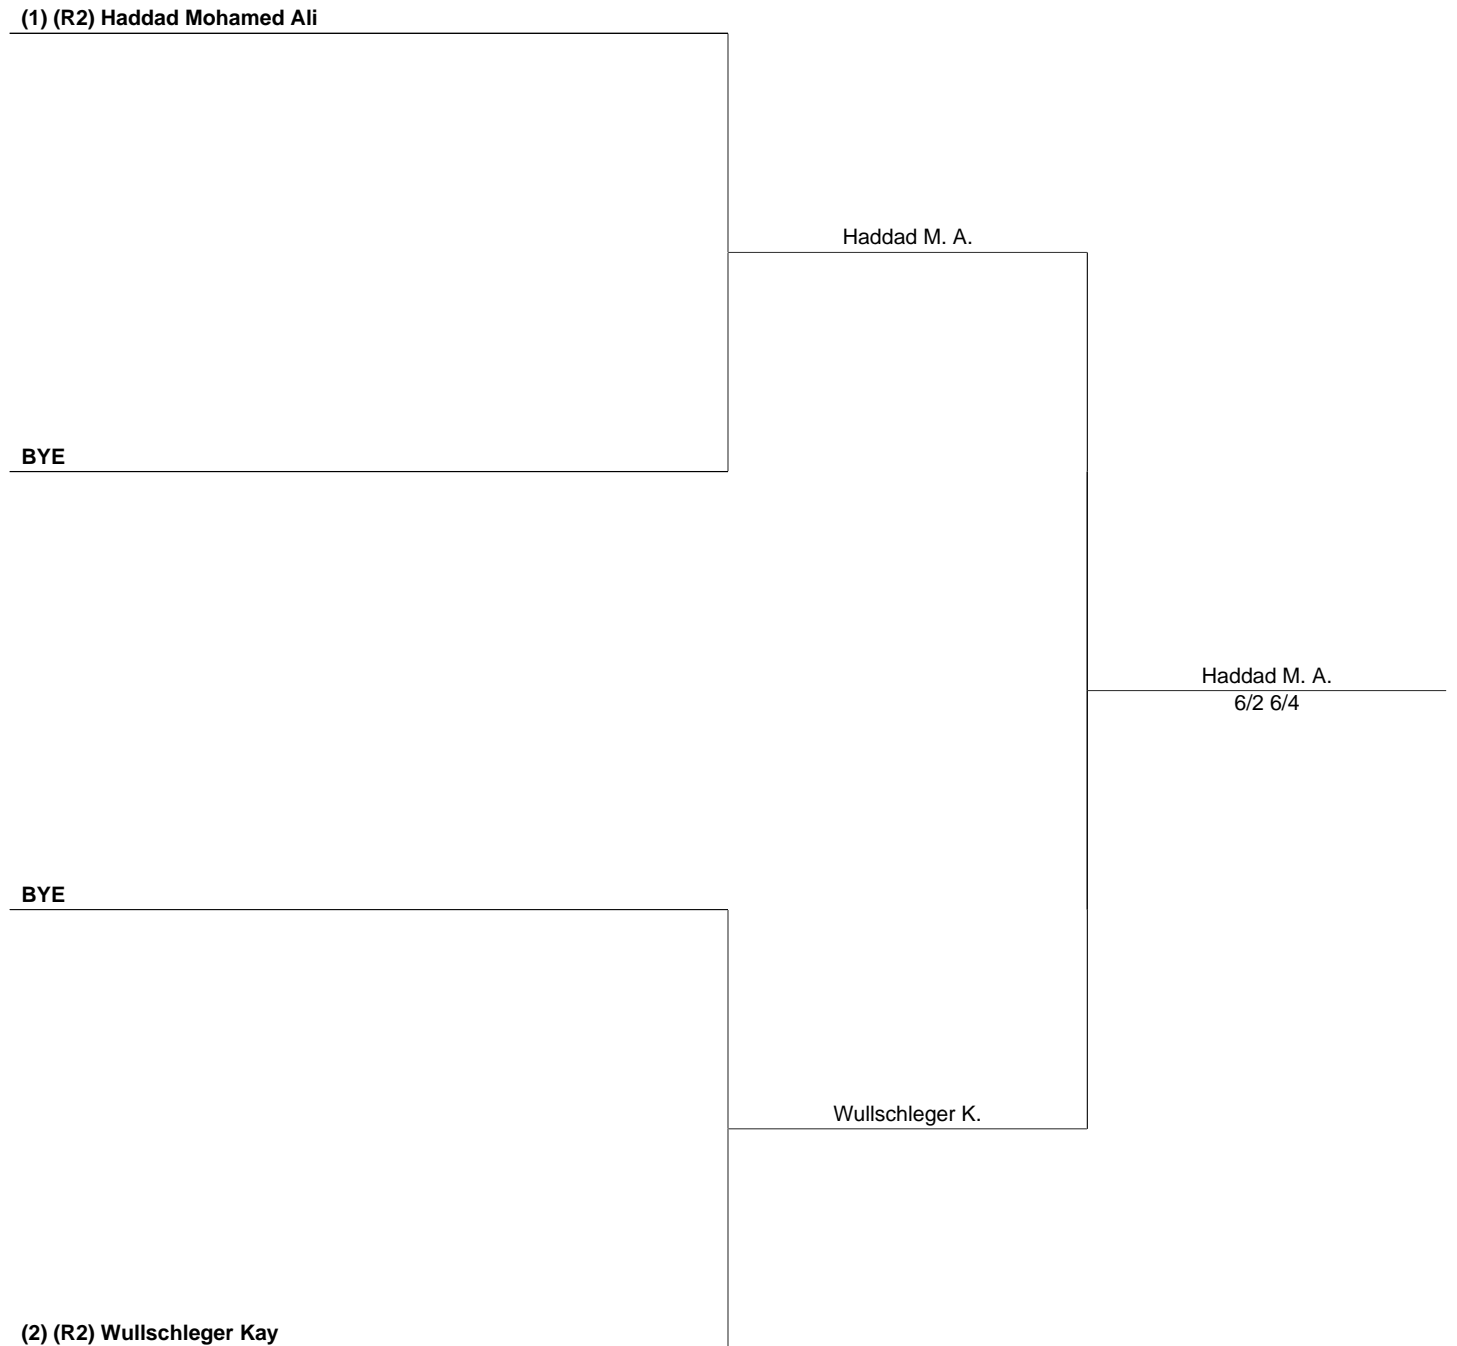 (1) (R2) Haddad Mohamed Ali
Haddad M. A.
BYE
Haddad M. A.
6/2 6/4
BYE
Wullschleger K.
(2) (R2) Wullschleger Kay